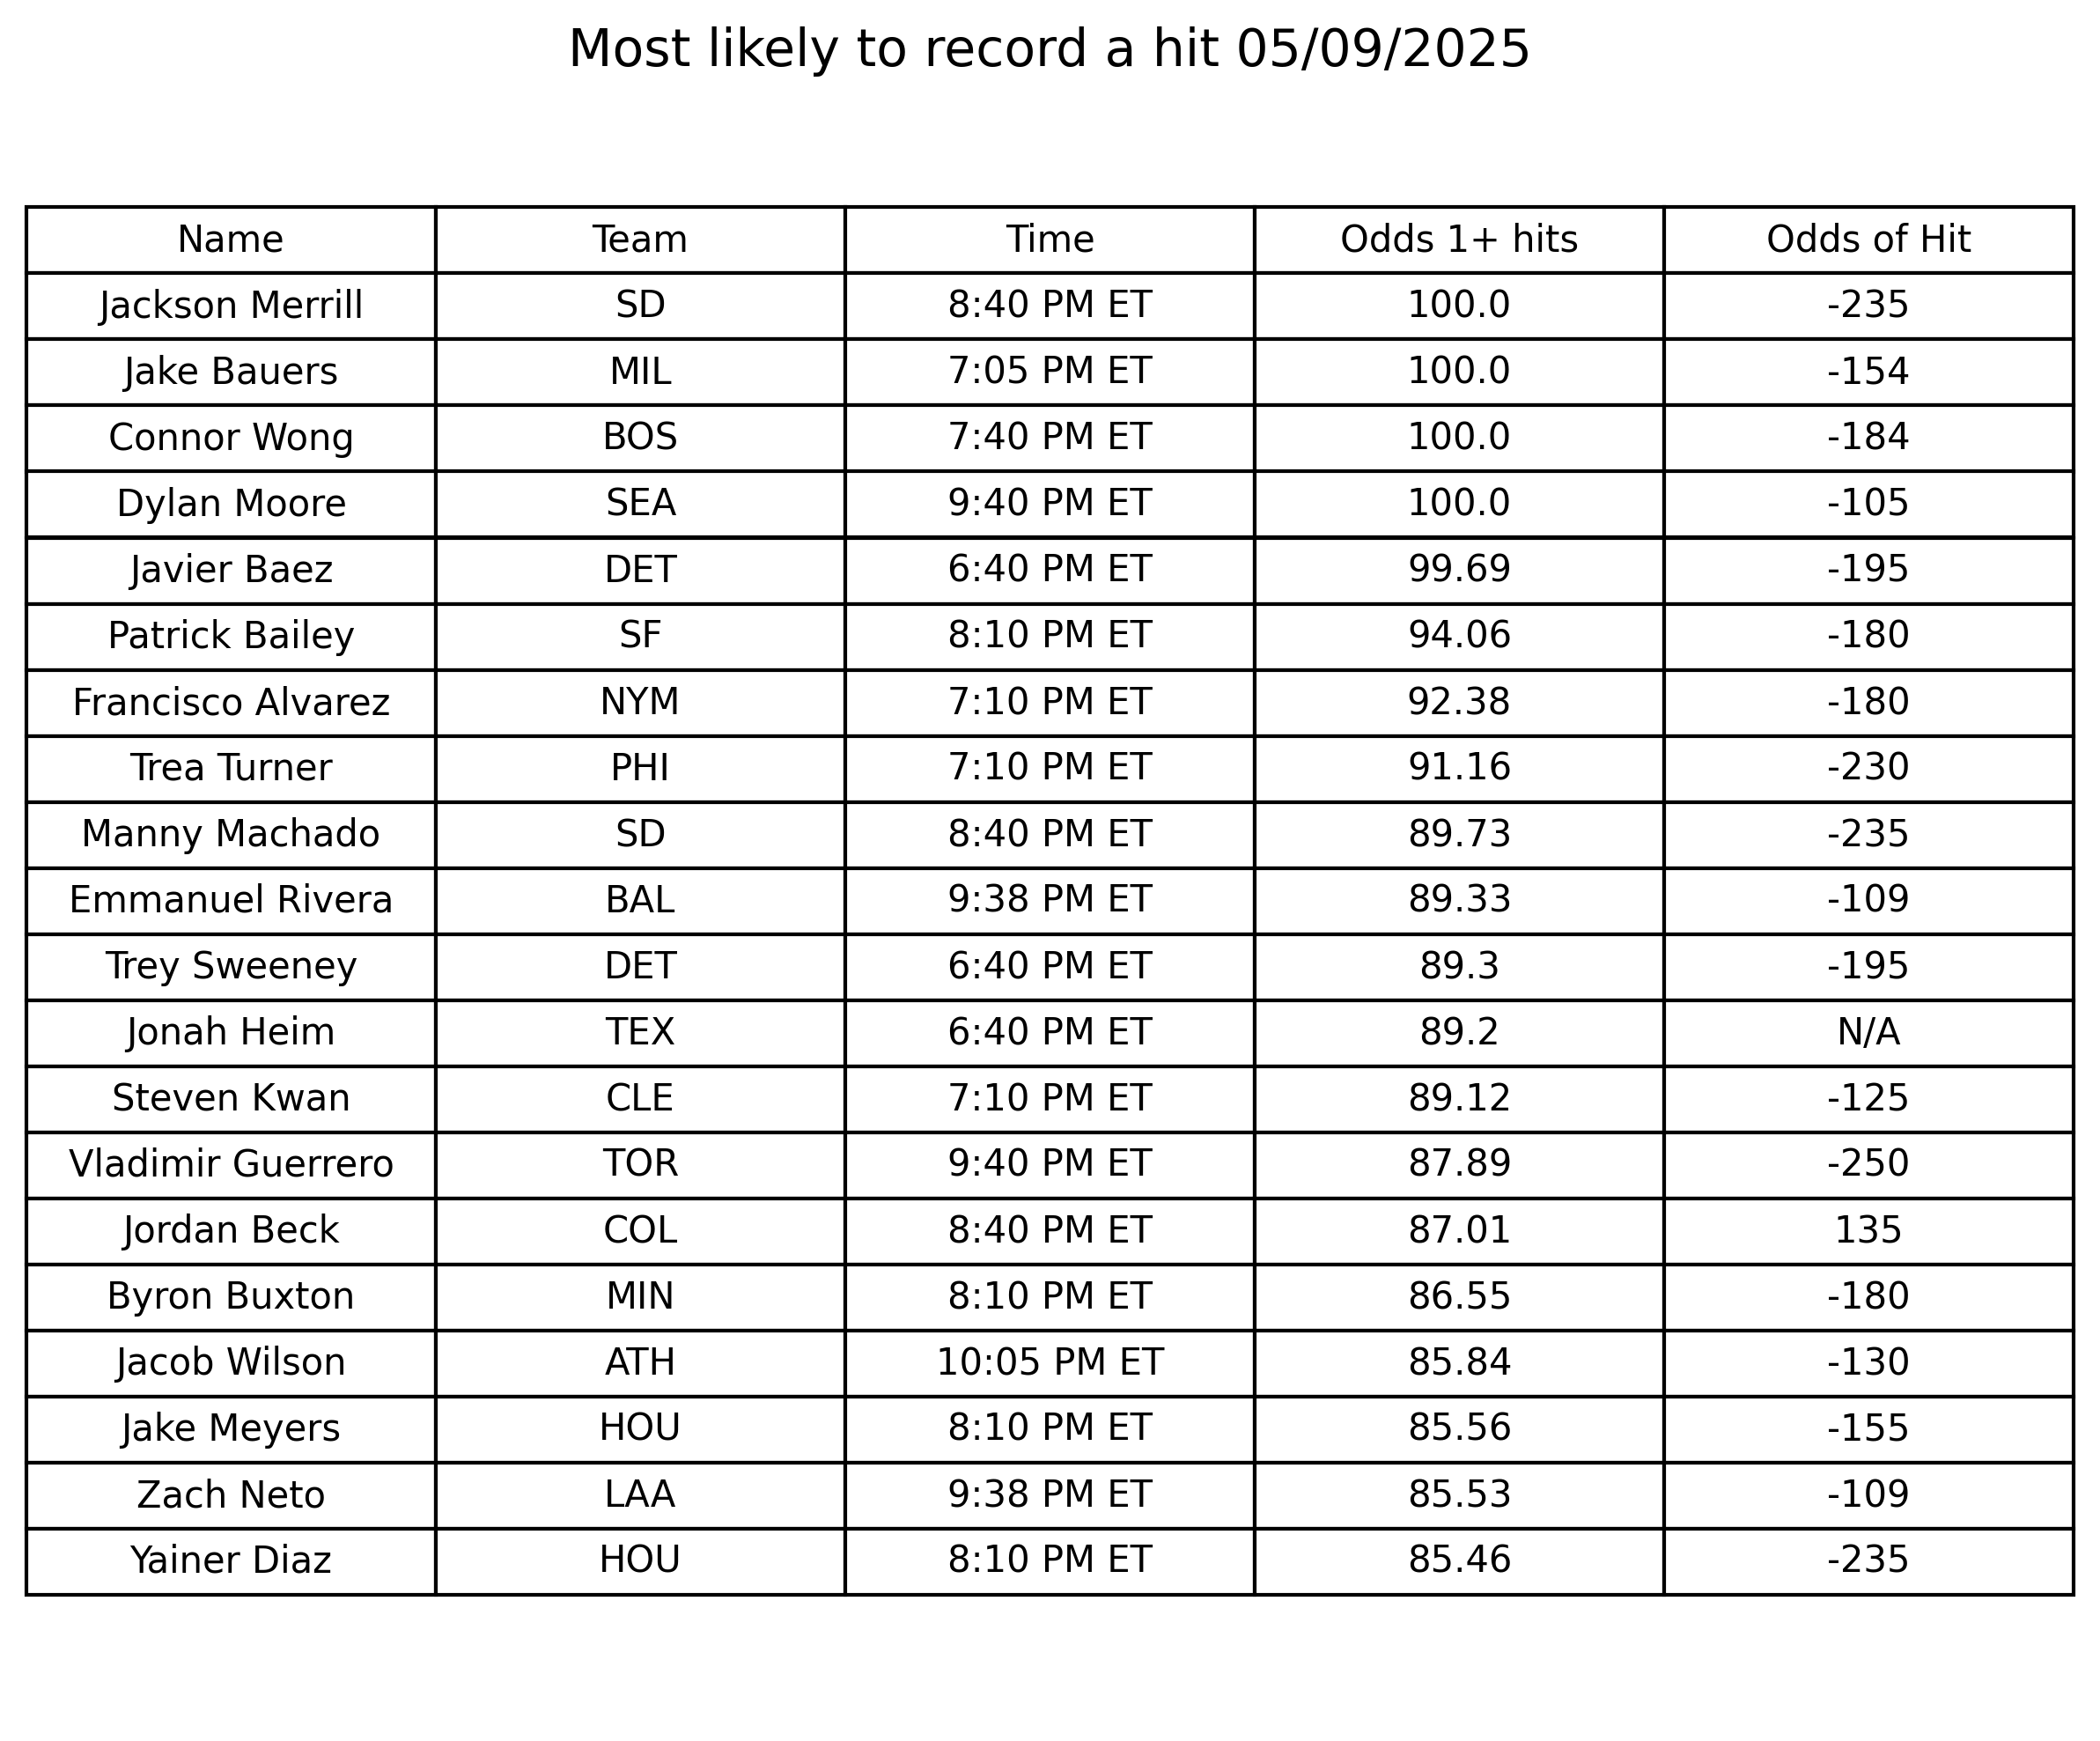 Most likely to record a hit 05/09/2025
Name Team Time Odds 1+ hits Odds of Hit
Jackson Merrill SD 8:40 PM ET 100.0 -235
Jake Bauers MIL 7:05 PM ET 100.0 -154
Connor Wong BOS 7:40 PM ET 100.0 -184
Dylan Moore SEA 9:40 PM ET 100.0 -105
Javier Baez DET 6:40 PM ET 99.69 -195
Patrick Bailey SF 8:10 PM ET 94.06 -180
Francisco Alvarez NYM 7:10 PM ET 92.38 -180
Trea Turner PHI 7:10 PM ET 91.16 -230
Manny Machado SD 8:40 PM ET 89.73 -235
Emmanuel Rivera BAL 9:38 PM ET 89.33 -109
Trey Sweeney DET 6:40 PM ET 89.3 -195
Jonah Heim TEX 6:40 PM ET 89.2 N/A
Steven Kwan CLE 7:10 PM ET 89.12 -125
Vladimir Guerrero TOR 9:40 PM ET 87.89 -250
Jordan Beck COL 8:40 PM ET 87.01 135
Byron Buxton MIN 8:10 PM ET 86.55 -180
Jacob Wilson ATH 10:05 PM ET 85.84 -130
Jake Meyers HOU 8:10 PM ET 85.56 -155
Zach Neto LAA 9:38 PM ET 85.53 -109
Yainer Diaz HOU 8:10 PM ET 85.46 -235